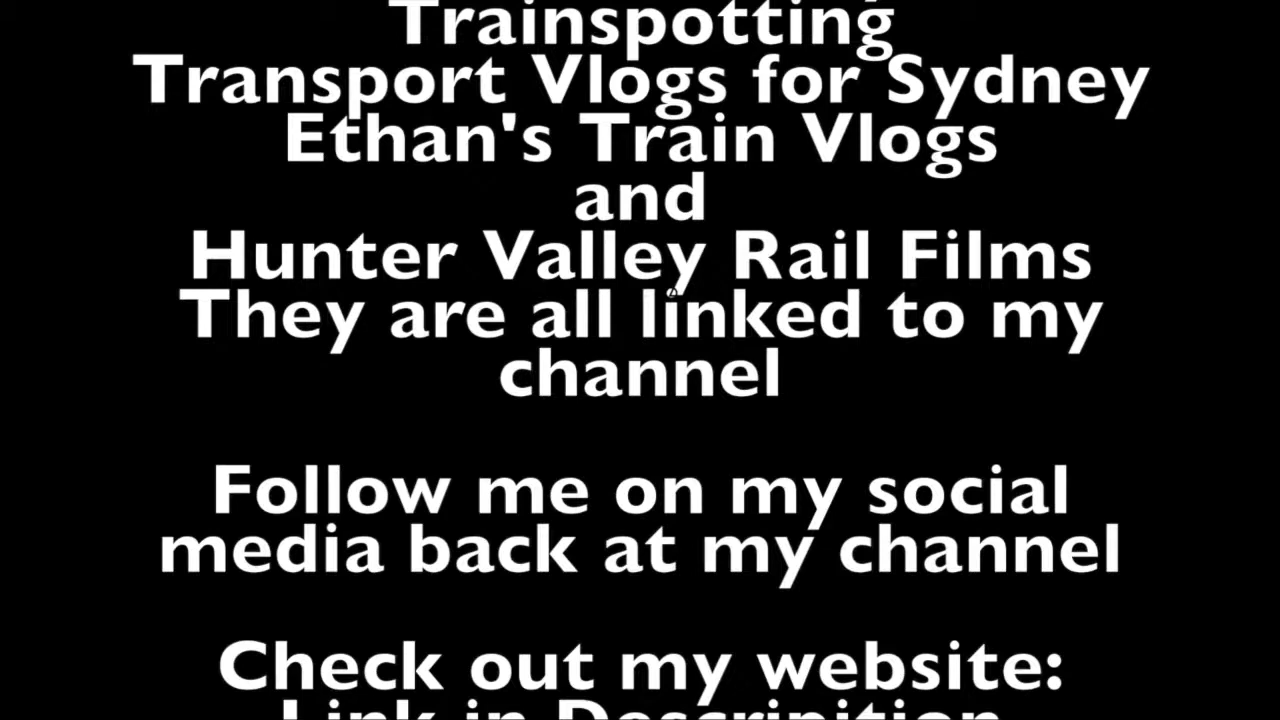 Trainspotting
Transport Vlogs for Sydney
Ethan's Train Vlogs
and
Hunter Valley Rail Films
They are all linked to my
channel
Follow me on my social
media back at my channel
Check out my website:
Link in